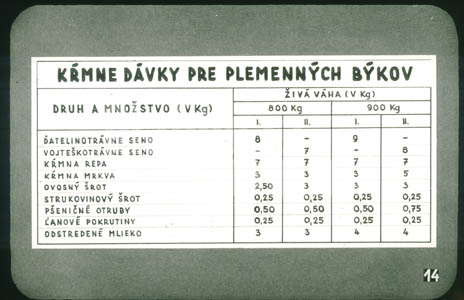 KŔMNE DÁVKY PRE PLEMENNÝCH BÝKOV
DRUH A MNOŽSTVO (V Kg)
ŽIVÁ VÁHA (V Kg)
800 Kg 900 Kg
I. II. I. II.
ĎATELINOTRÁVNE SENO 8 – 9 –
VOJTEŠKOTRÁVNE SENO – 7 – 8
KŔMNA REPA 7 7 7 7
KŔMNA MRKVA 3 3 3 5
OVOSNÝ ŠROT 2,50 3 3 3
STRUKOVINOVÝ ŠROT 0,25 0,25 0,25 0,25
PŠENIČNÉ OTRUBY 0,50 0,50 0,50 0,75
ĽANOVÉ POKRUTINY 0,25 0,25 0,25 0,25
ODSTREDENÉ MLIEKO 3 3 4 4
14